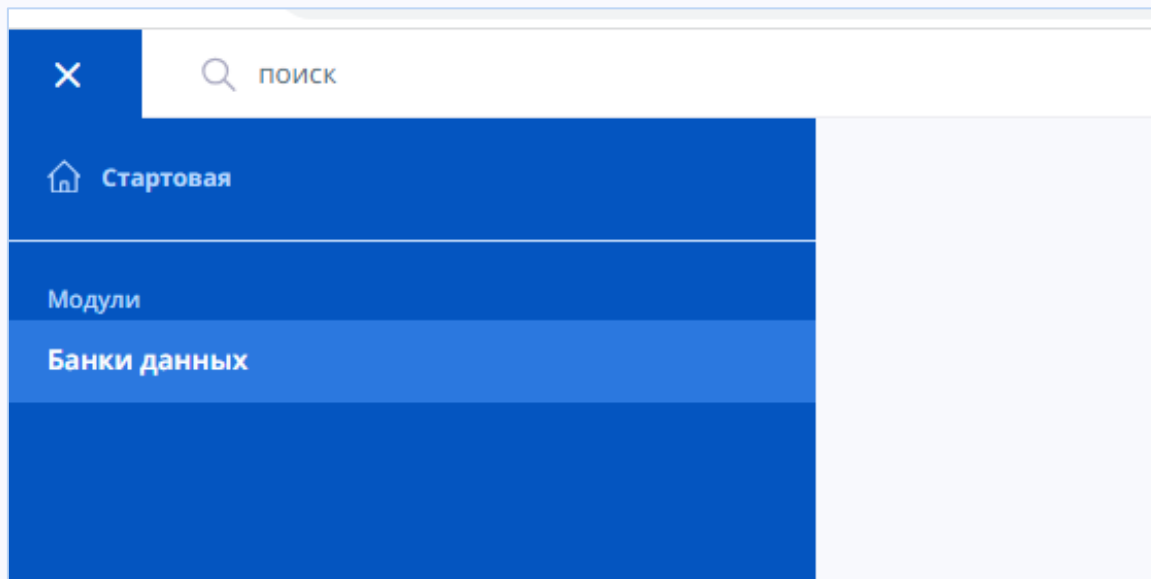 поиск
Стартовая
Модули
Банки данных